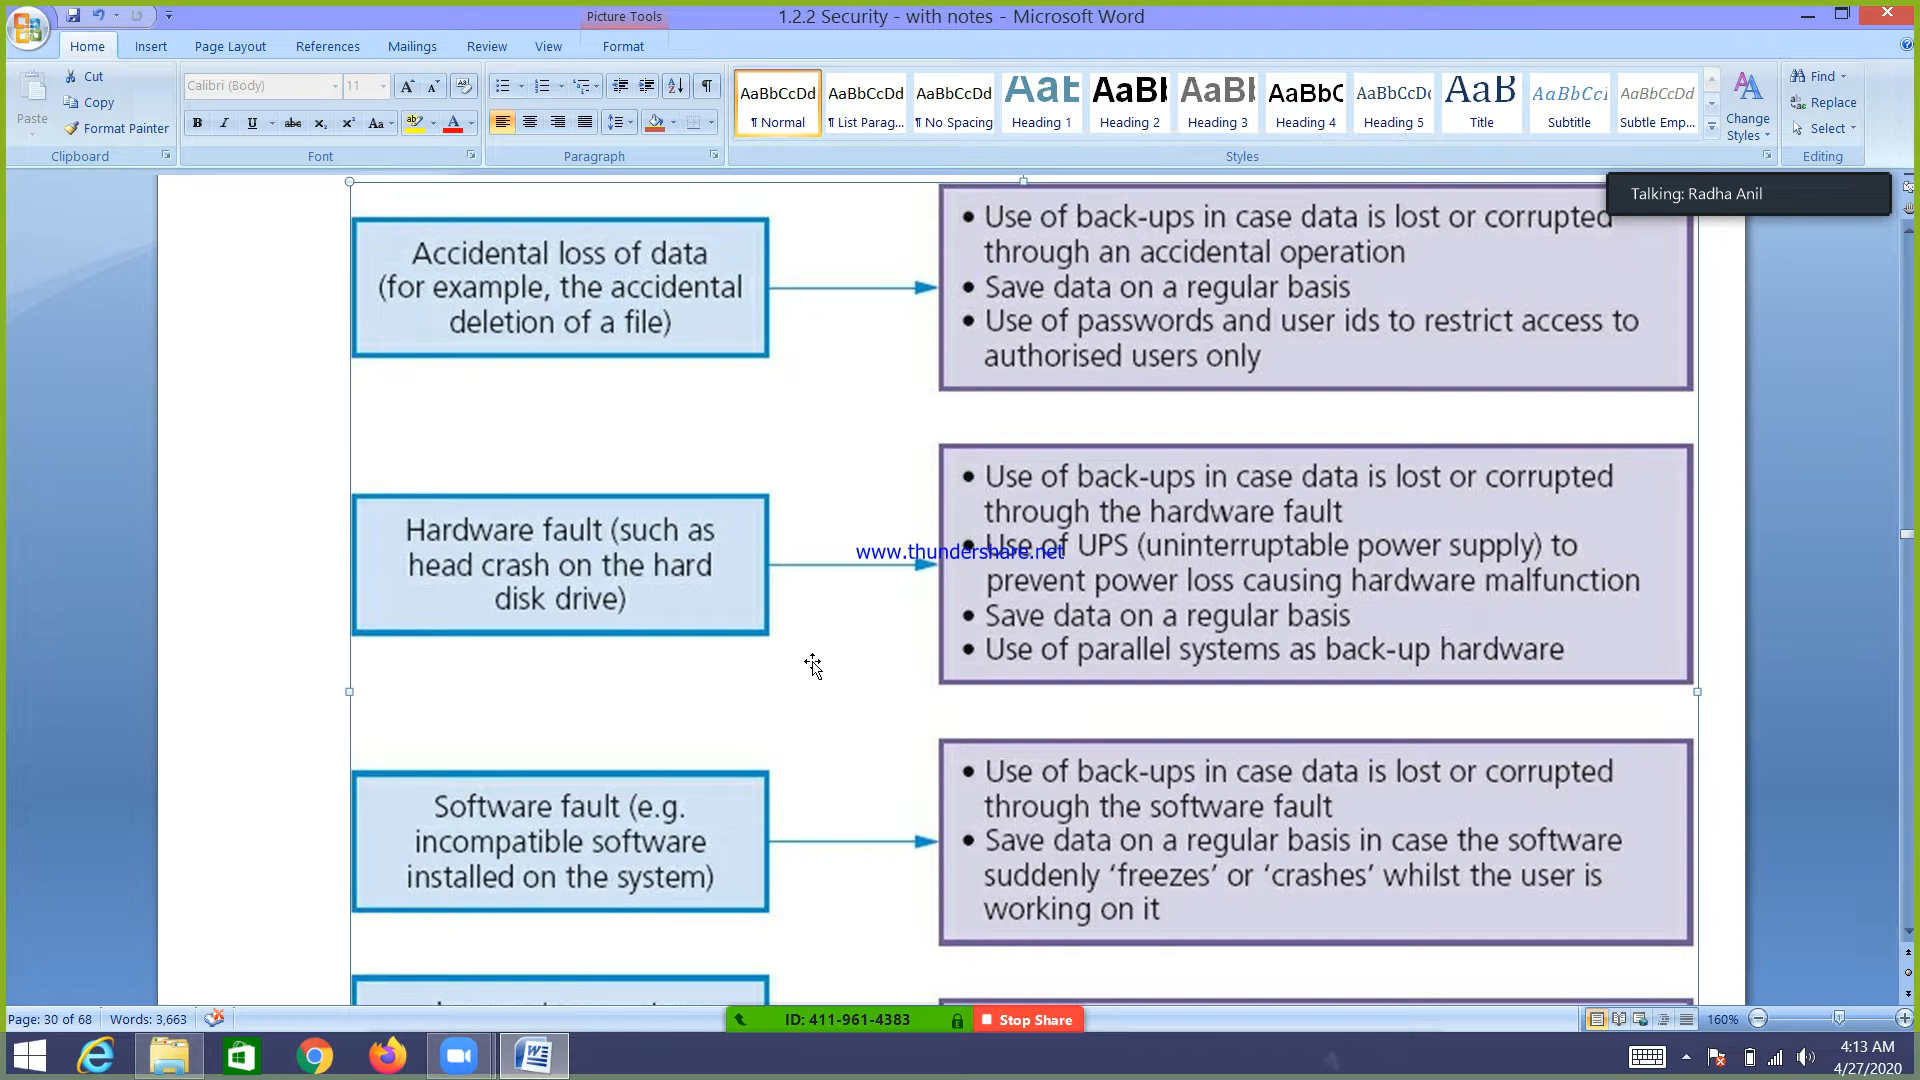 Picture Tools
1.2.2 Security - with notes - Microsoft Word
Home Insert Page Layout References Mailings Review View Format
Cut
Copy
Format Painter
Paste
Clipboard
Calibri (Body) 11
Font
Paragraph
AaBbCcDd AaBbCcDd AaBbCcDd AaB AaBl AaBb AaBbC AaBbCcDc AaB AaBbCcl AaBbCcDd
¶ Normal ¶ List Parag... ¶ No Spacing Heading 1 Heading 2 Heading 3 Heading 4 Heading 5 Title Subtitle Subtle Emp...
Change
Styles
Styles
Find
Replace
Select
Editing
Talking: Radha Anil
Accidental loss of data
(for example, the accidental
deletion of a file)
• Use of back-ups in case data is lost or corrupted
through an accidental operation
• Save data on a regular basis
• Use of passwords and user ids to restrict access to
authorised users only
Hardware fault (such as
head crash on the hard
disk drive)
• Use of back-ups in case data is lost or corrupted
through the hardware fault
• Use of UPS (uninterruptable power supply) to
prevent power loss causing hardware malfunction
• Save data on a regular basis
• Use of parallel systems as back-up hardware
www.thundershare.net
Software fault (e.g.
incompatible software
installed on the system)
• Use of back-ups in case data is lost or corrupted
through the software fault
• Save data on a regular basis in case the software
suddenly ‘freezes’ or ‘crashes’ whilst the user is
working on it
Page: 30 of 68 Words: 3,663
ID: 411-961-4383 Stop Share
160%
4:13 AM
4/27/2020